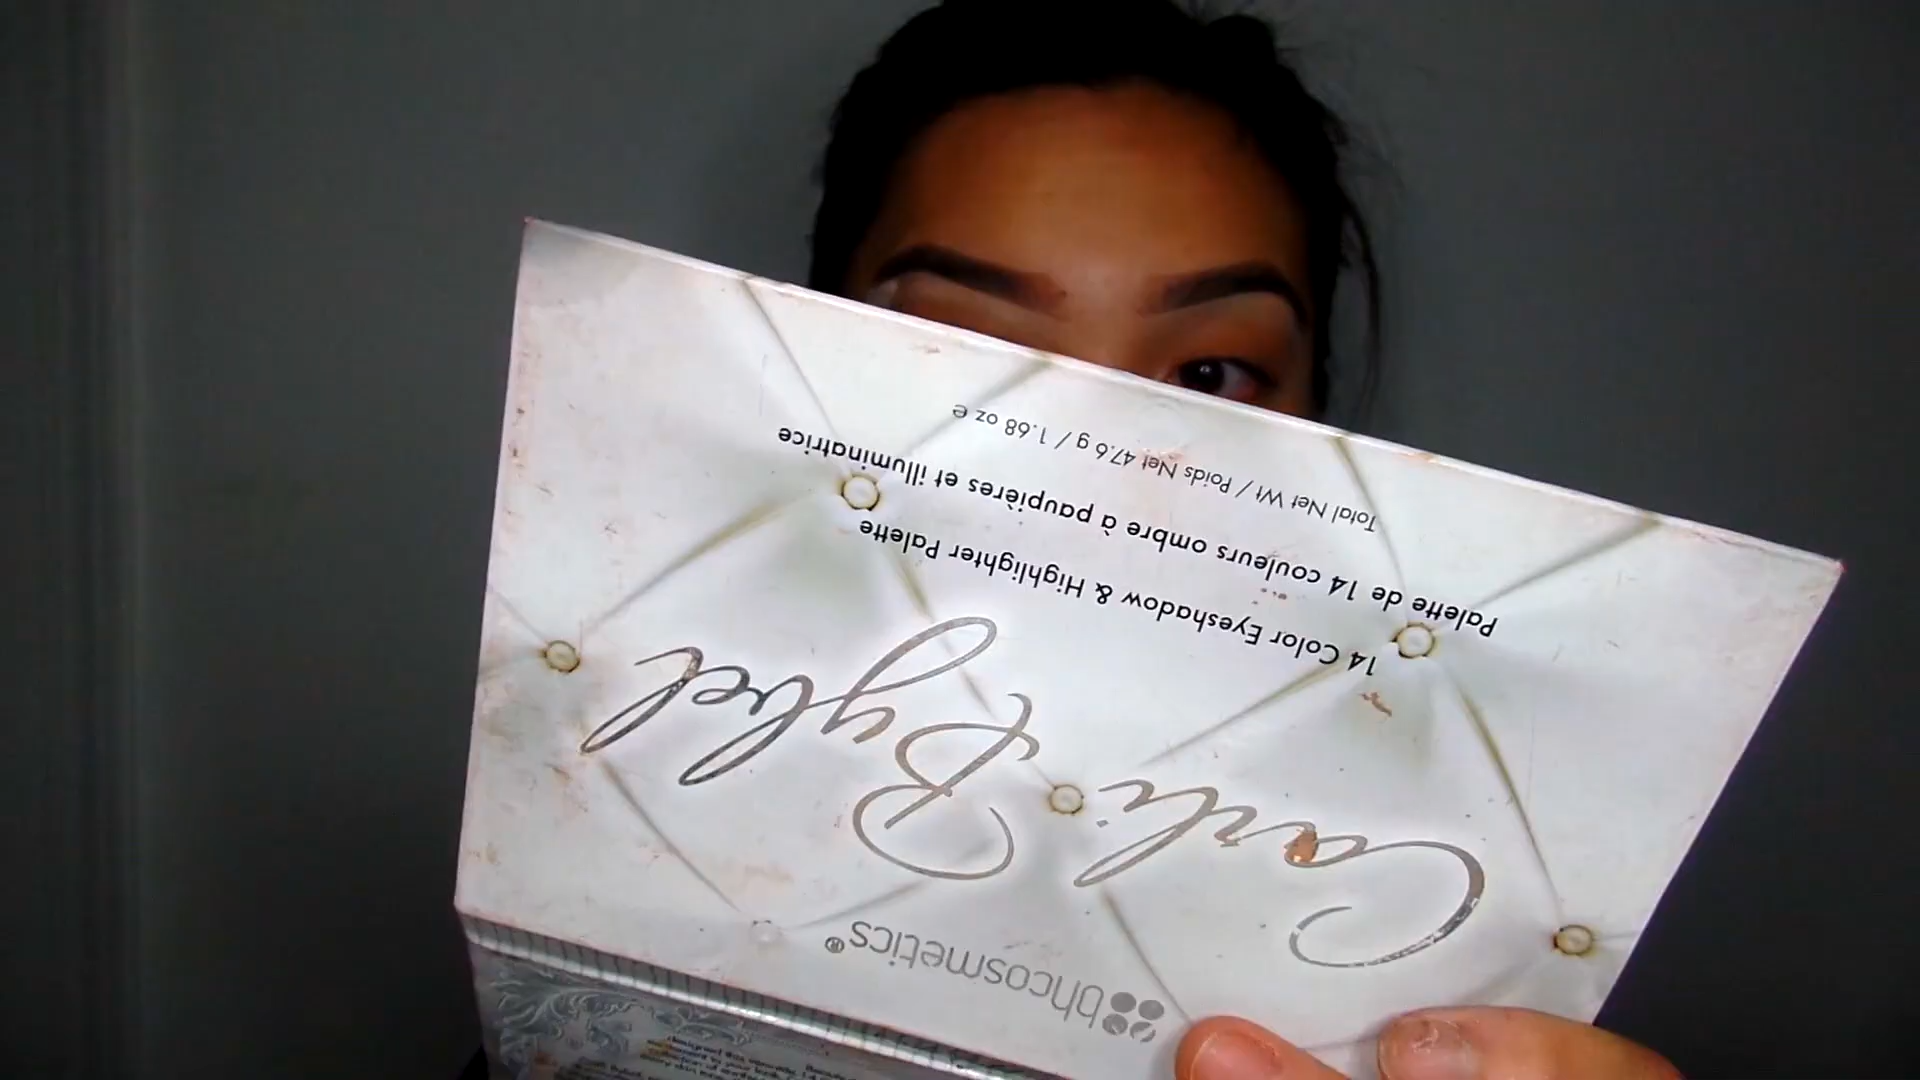 bhcosmetics®
Carli Bybel
14 Color Eyeshadow & Highlighter Palette
Palette de 14 couleurs ombre à paupières et illuminatrice
Total Net Wt / Poids Net 47.6 g / 1.68 oz e